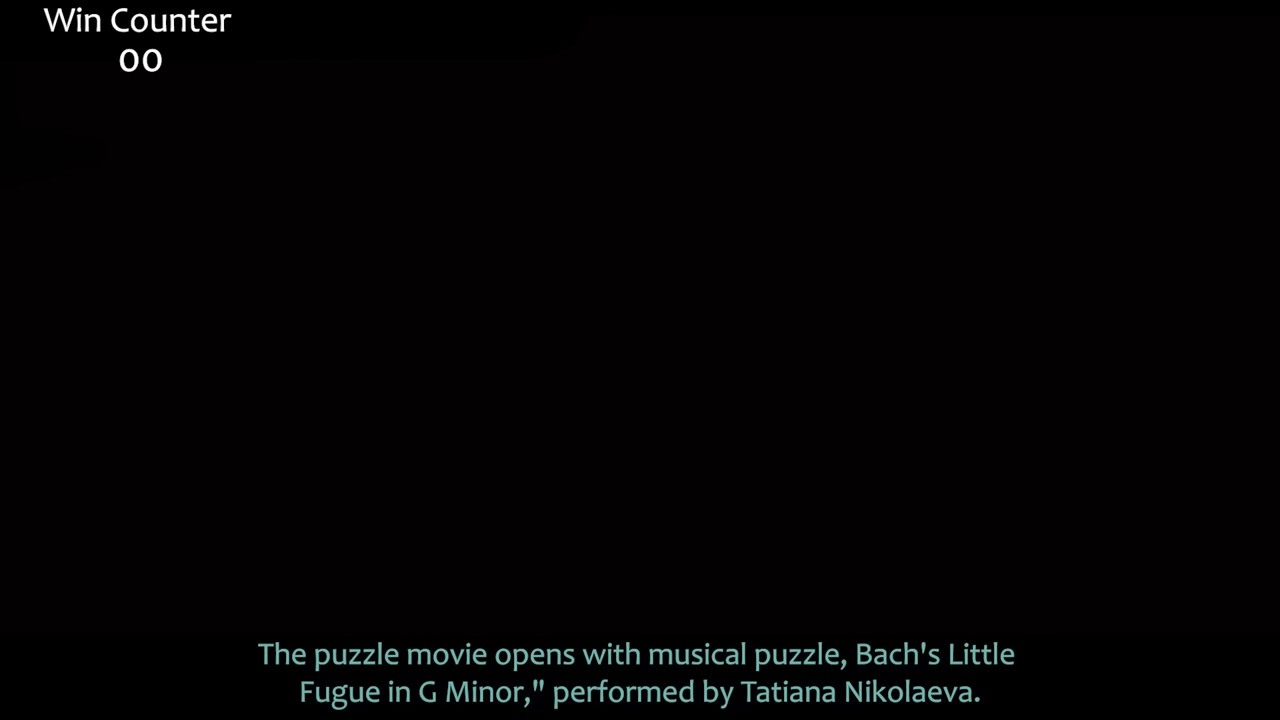 Win Counter
00
The puzzle movie opens with musical puzzle, Bach's Little
Fugue in G Minor," performed by Tatiana Nikolaeva.